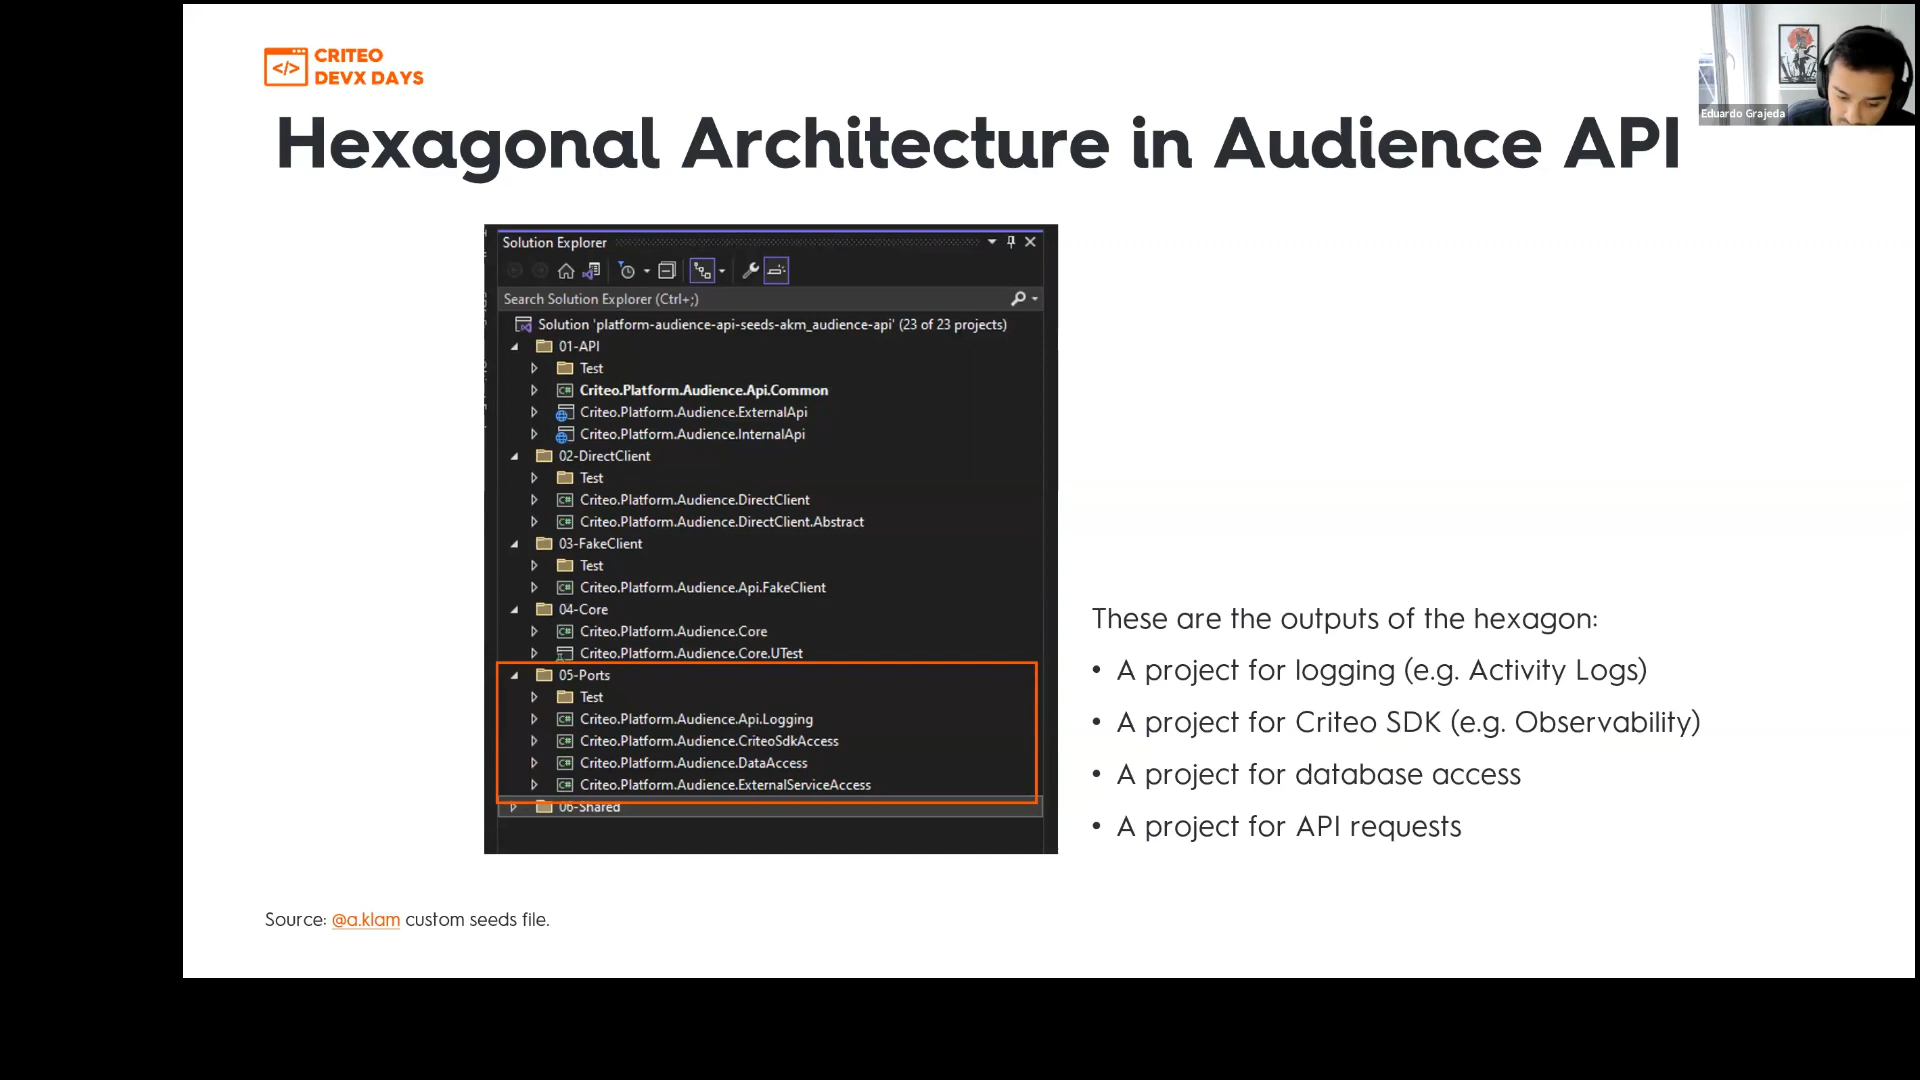 CRITEO
DEVX DAYS
Eduardo Grajeda
Hexagonal Architecture in Audience API
Solution Explorer
Search Solution Explorer (Ctrl+;)
Solution 'platform-audience-api-seeds-akm_audience-api' (23 of 23 projects)
01-API
Test
Criteo.Platform.Audience.Api.Common
Criteo.Platform.Audience.ExternalApi
Criteo.Platform.Audience.InternalApi
02-DirectClient
Test
Criteo.Platform.Audience.DirectClient
Criteo.Platform.Audience.DirectClient.Abstract
03-FakeClient
Test
Criteo.Platform.Audience.Api.FakeClient
04-Core
Criteo.Platform.Audience.Core
Criteo.Platform.Audience.Core.UTest
05-Ports
Test
Criteo.Platform.Audience.Api.Logging
Criteo.Platform.Audience.CriteoSdkAccess
Criteo.Platform.Audience.DataAccess
Criteo.Platform.Audience.ExternalServiceAccess
06-Shared
These are the outputs of the hexagon:
• A project for logging (e.g. Activity Logs)
• A project for Criteo SDK (e.g. Observability)
• A project for database access
• A project for API requests
Source: @a.klam custom seeds file.